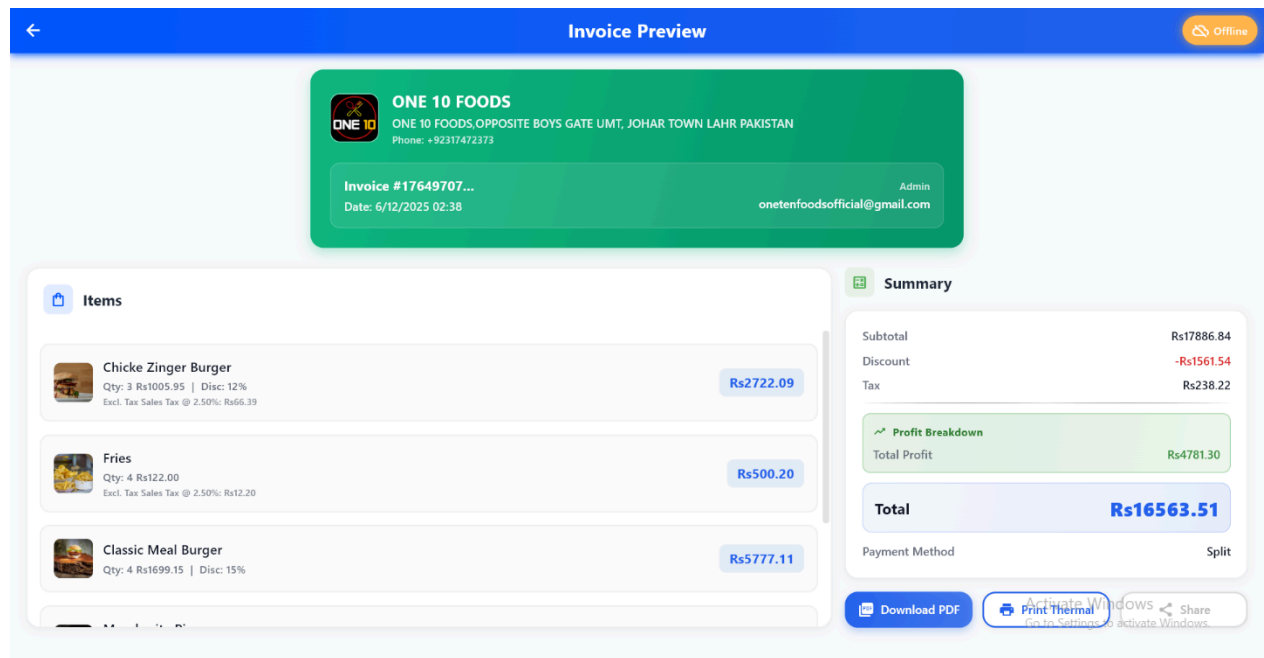 Invoice Preview
Offline
ONE 10
ONE 10 FOODS
ONE 10 FOODS,OPPOSITE BOYS GATE UMT, JOHAR TOWN LAHR PAKISTAN
Phone: +92317472373
Invoice #17649707...
Admin
Date: 6/12/2025 02:38
onetenfoodsofficial@gmail.com
Items
Chicke Zinger Burger
Qty: 3 Rs1005.95 | Disc: 12%
Excl. Tax Sales Tax @ 2.50%: Rs66.39
Rs2722.09
Fries
Qty: 4 Rs122.00
Excl. Tax Sales Tax @ 2.50%: Rs12.20
Rs500.20
Classic Meal Burger
Qty: 4 Rs1699.15 | Disc: 15%
Rs5777.11
Summary
Subtotal Rs17886.84
Discount -Rs1561.54
Tax Rs238.22
Profit Breakdown
Total Profit Rs4781.30
Total Rs16563.51
Payment Method Split
PDF Download PDF
Print Thermal
Share
Activate Windows
Go to Settings to activate Windows.